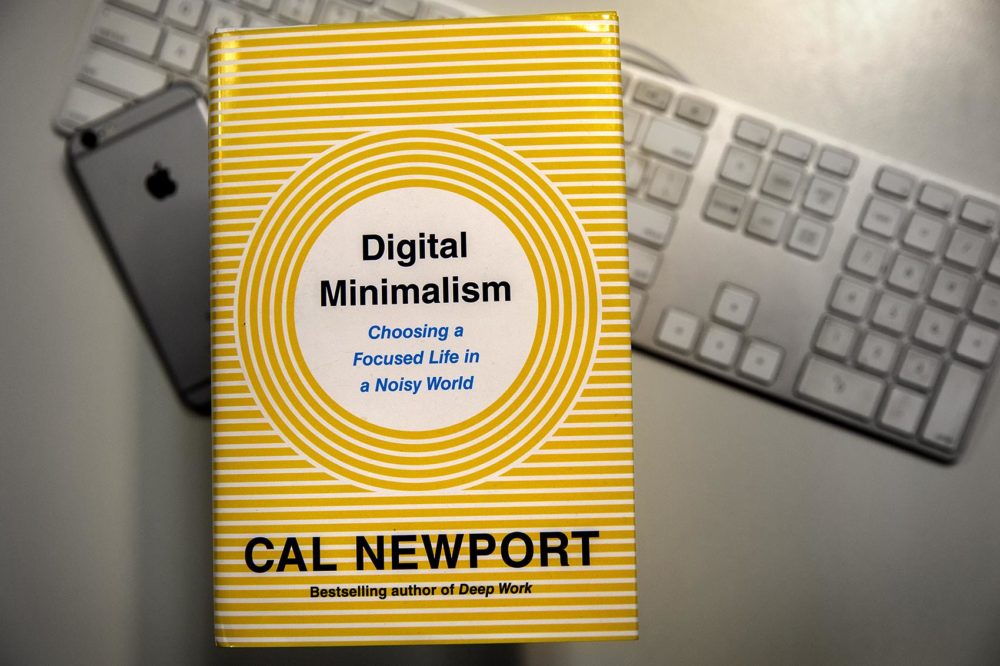 Digital
Minimalism
Choosing a
Focused Life in
a Noisy World
CAL NEWPORT
Bestselling author of Deep Work